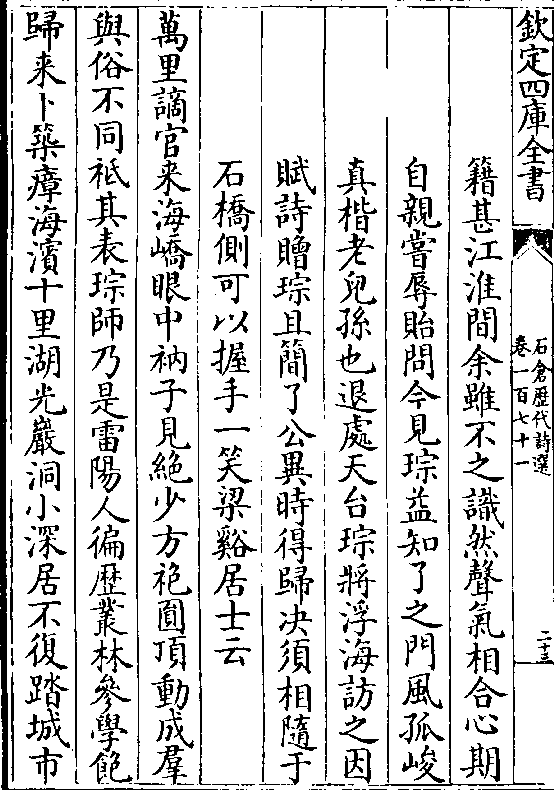 欽定四庫全書
石倉歷代詩選
卷一百七十一
二十三
籍甚江淮間余雖不之識然聲氣相合心期
自親嘗辱貽問今見琮益知了之門風孤峻
真楷老兒孫也退處天台琮將浮海訪之因
賦詩贈琮且簡了公異時得歸决須相隨于
石橋側可以握手一笑梁谿居士云
萬里謫官来海嶠眼中衲子見絶少方袍圓頂動成羣
與俗不同祗其表琮師乃是雷陽人徧歴叢林參學飽
歸来卜築瘴海濱十里湖光巖洞小深居不復踏城市